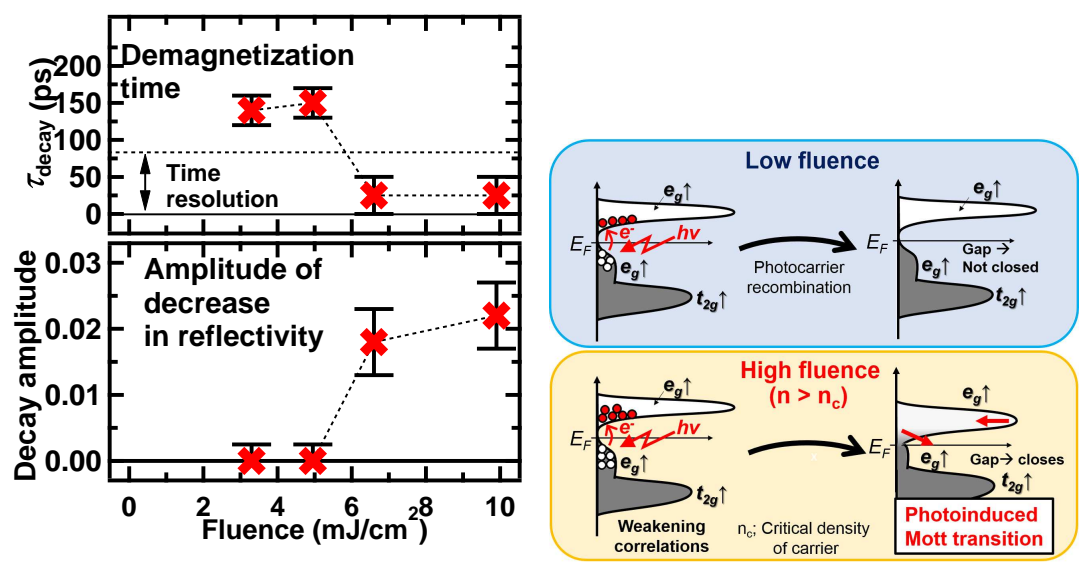 Demagnetization
time
τdecay (ps)
200
150
100
50
0
Time
resolution
Amplitude of
decrease
in reflectivity
Decay amplitude
0.03
0.02
0.01
0.00
0 2 4 6 8 10
Fluence (mJ/cm²)
Low fluence
eg↑
e-
hν
EF
eg↑
t2g↑
Photocarrier
recombination
eg↑
EF
Gap →
Not closed
eg↑
t2g↑
High fluence
(n > nc)
eg↑
e-
hν
EF
eg↑
t2g↑
Weakening
correlations
nc; Critical density
of carrier
eg↑
EF
eg↑
Gap→ closes
t2g↑
Photoinduced
Mott transition